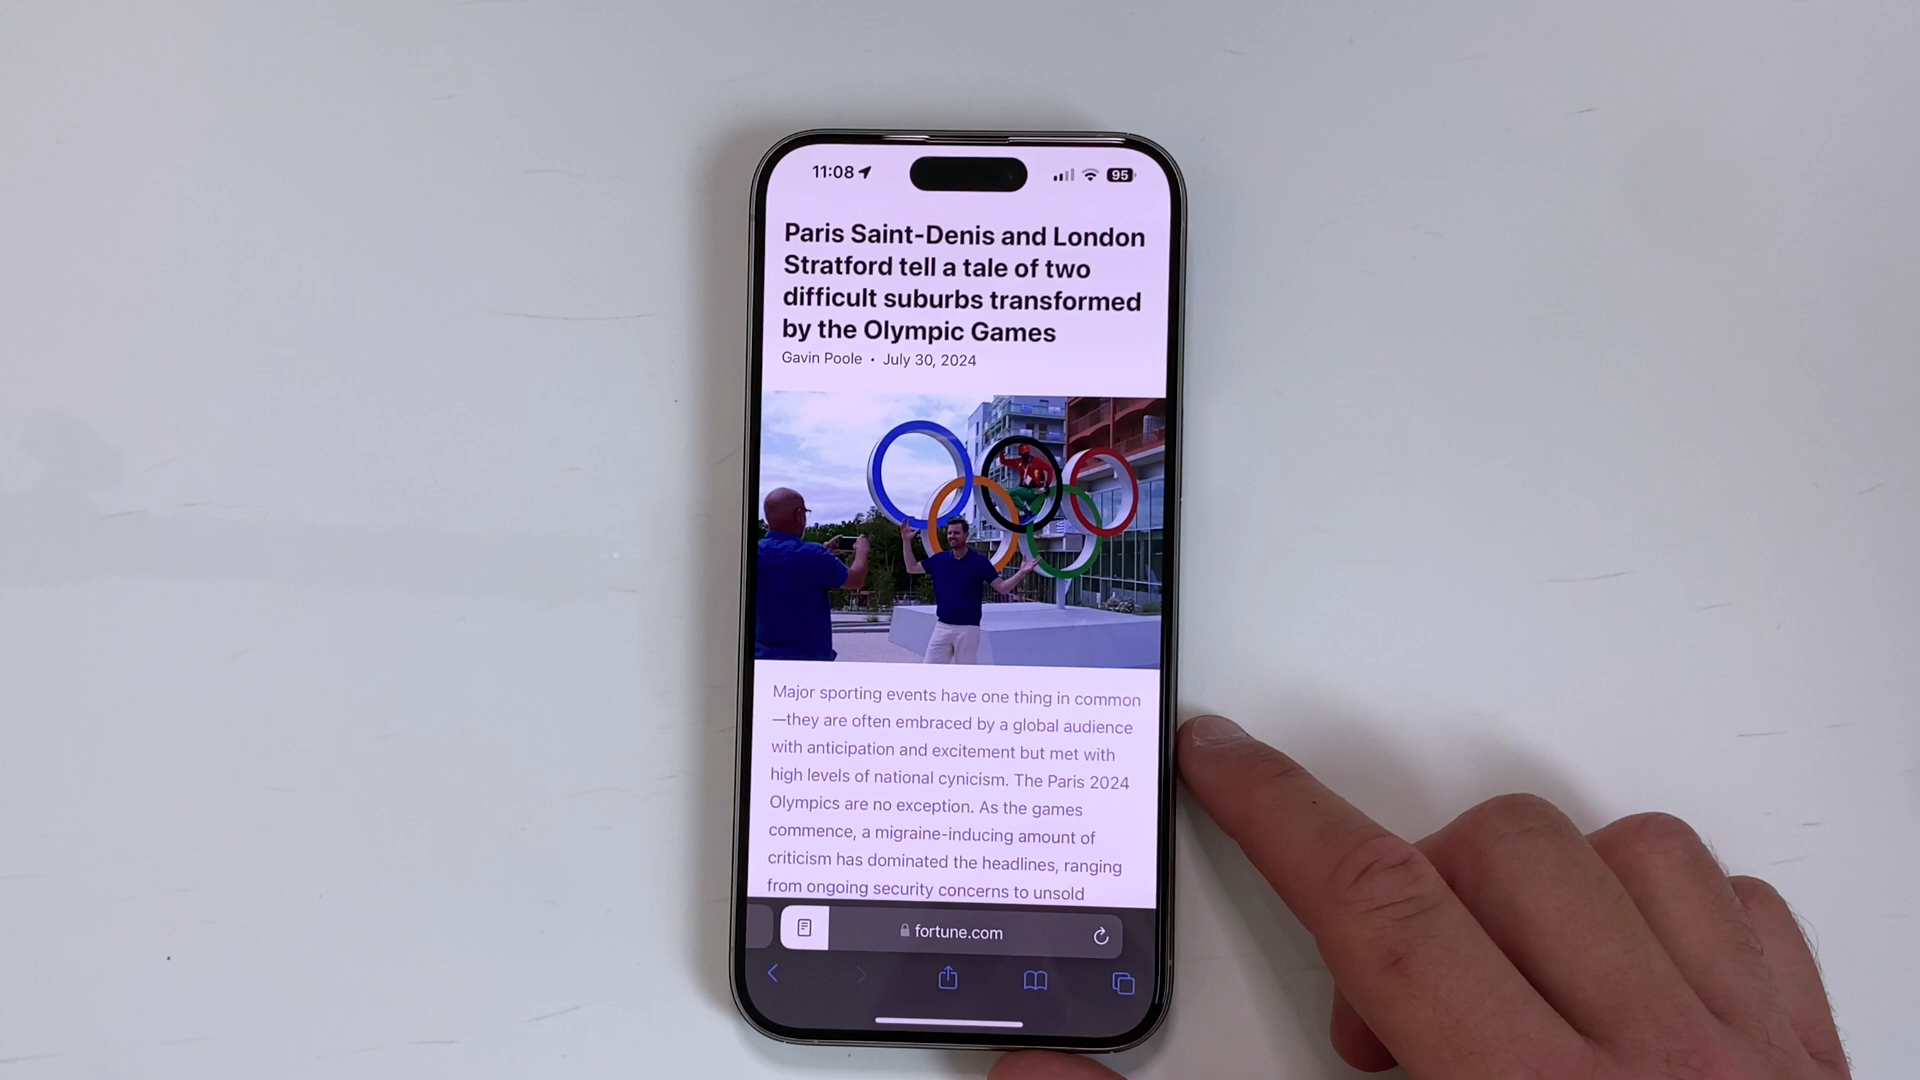 11:08
95
Paris Saint-Denis and London
Stratford tell a tale of two
difficult suburbs transformed
by the Olympic Games
Gavin Poole • July 30, 2024
Major sporting events have one thing in common
—they are often embraced by a global audience
with anticipation and excitement but met with
high levels of national cynicism. The Paris 2024
Olympics are no exception. As the games
commence, a migraine-inducing amount of
criticism has dominated the headlines, ranging
from ongoing security concerns to unsold
fortune.com